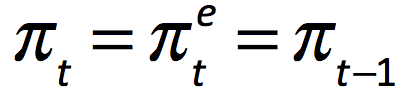 π_t = π_t^e = π_{t−1}